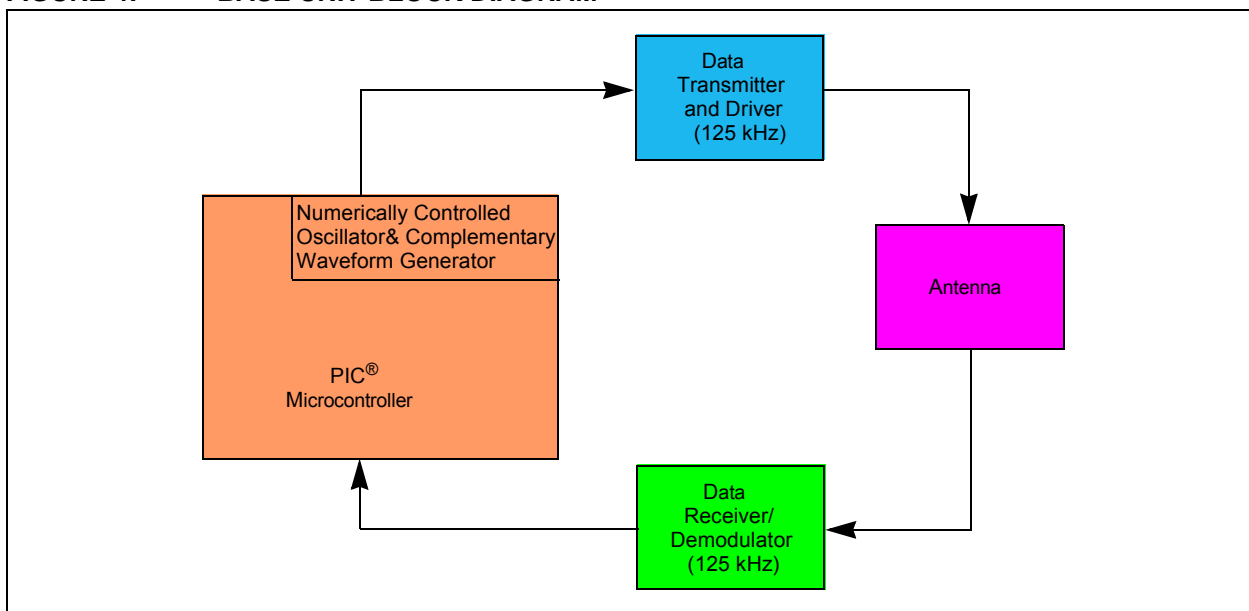 Data
Transmitter
and Driver
(125 kHz)
Numerically Controlled
Oscillator& Complementary
Waveform Generator
Antenna
PIC®
Microcontroller
Data
Receiver/
Demodulator
(125 kHz)